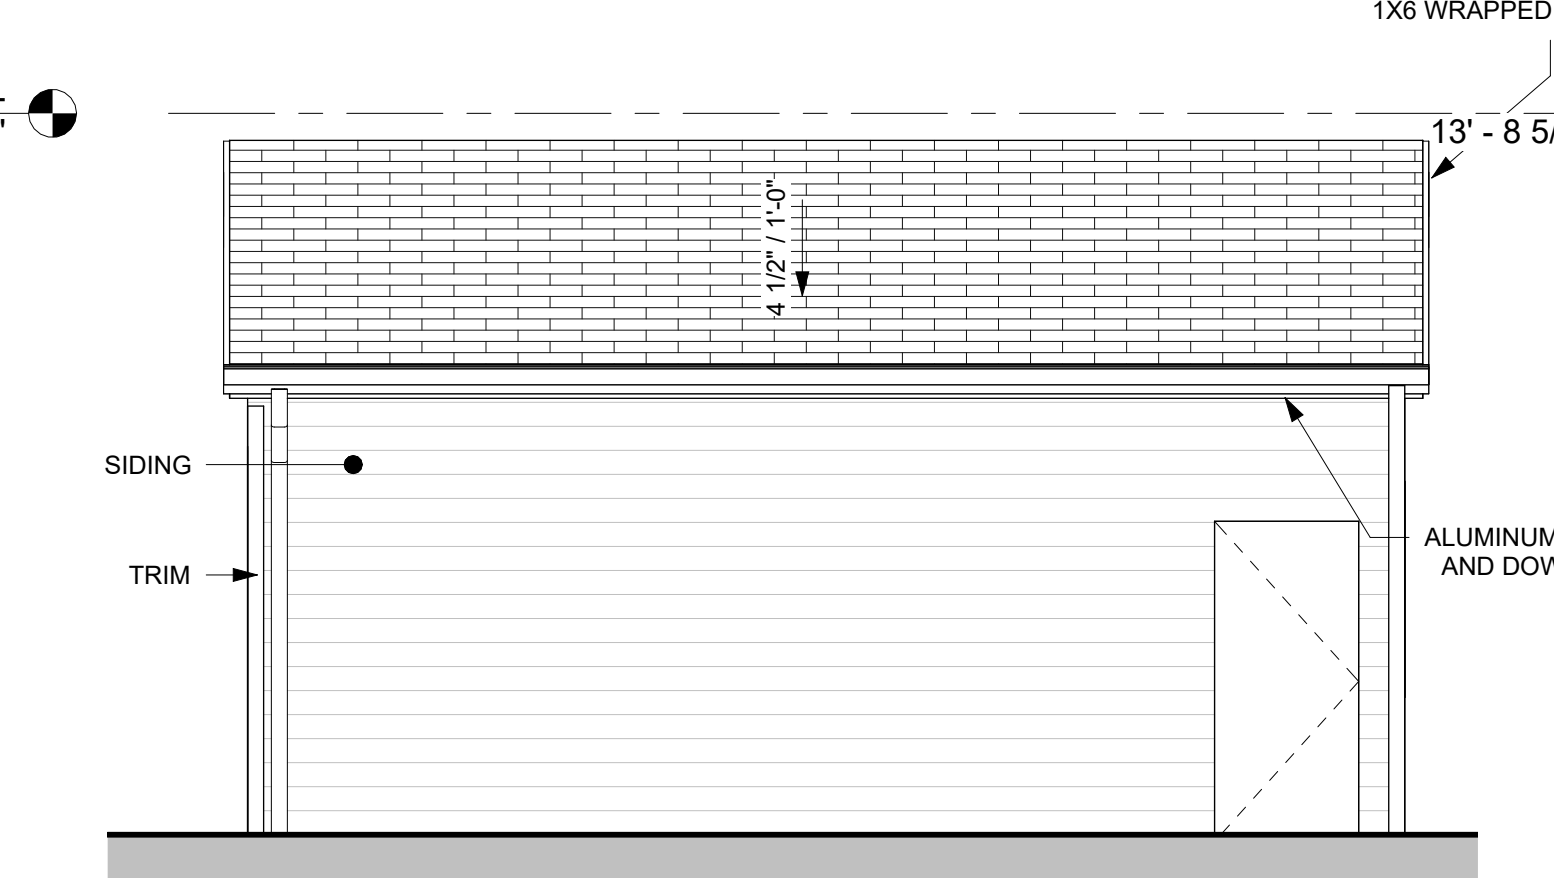 1X6 WRAPPED
13' - 8 5/
4 1/2" / 1'-0"
SIDING
TRIM
ALUMINUM
AND DOW